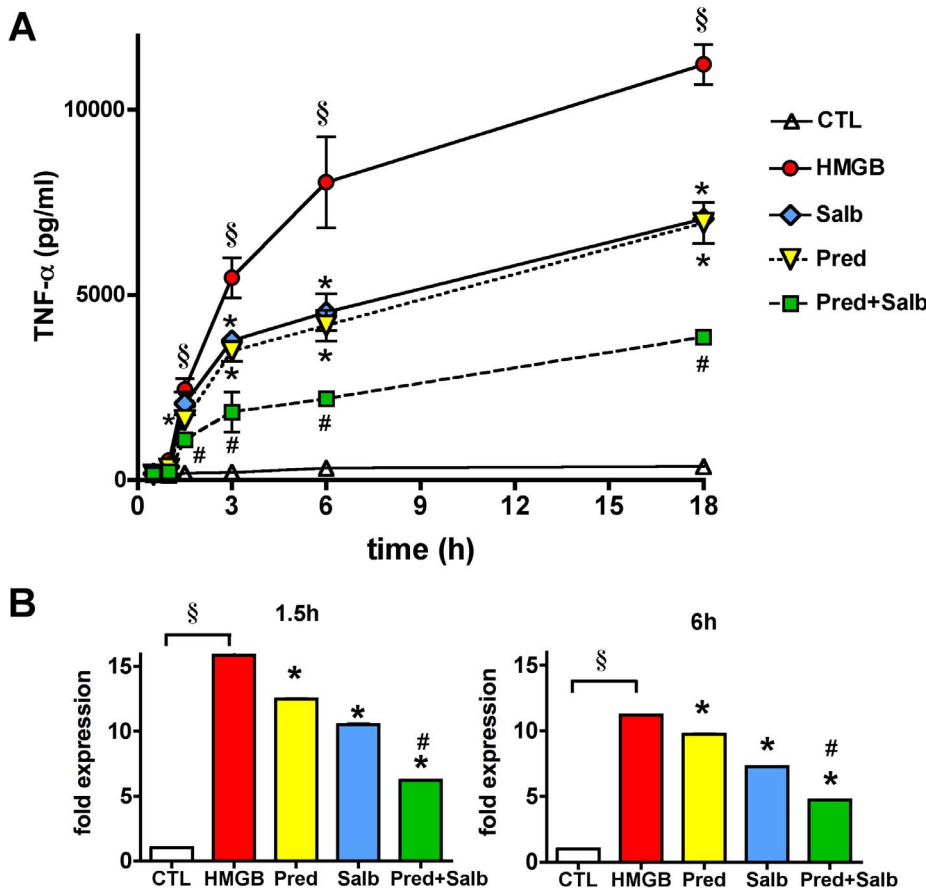 A
TNF-α (pg/ml)
10000
5000
0
0 3 6 9 12 15 18
time (h)
§ § § §
* * * * * * *
# # # #
CTL
HMGB
Salb
Pred
Pred+Salb
B
1.5h
fold expression
15
10
5
0
§
* * # *
CTL HMGB Pred Salb Pred+Salb
6h
fold expression
15
10
5
0
§
* * # *
CTL HMGB Pred Salb Pred+Salb